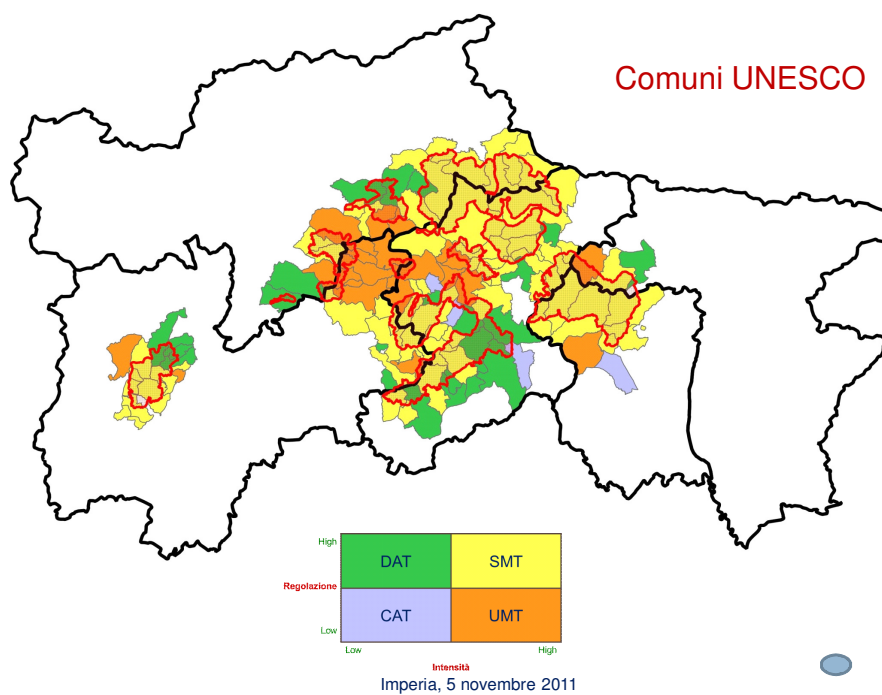 Comuni UNESCO
High
DAT
SMT
Regolazione
CAT
UMT
Low
Low
High
Intensità
Imperia, 5 novembre 2011